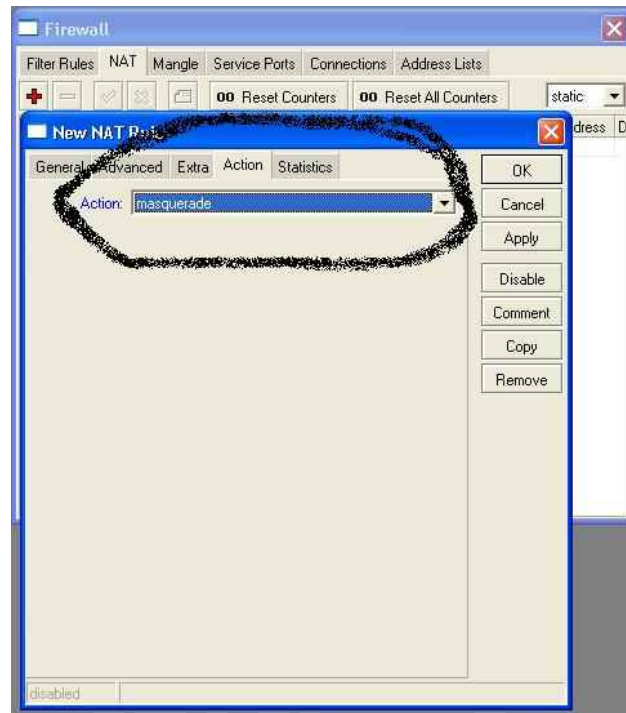 Firewall
Filter Rules NAT Mangle Service Ports Connections Address Lists
00 Reset Counters 00 Reset All Counters static
New NAT Rule
dress D
General Advanced Extra Action Statistics
OK
Action: masquerade
Cancel
Apply
Disable
Comment
Copy
Remove
disabled